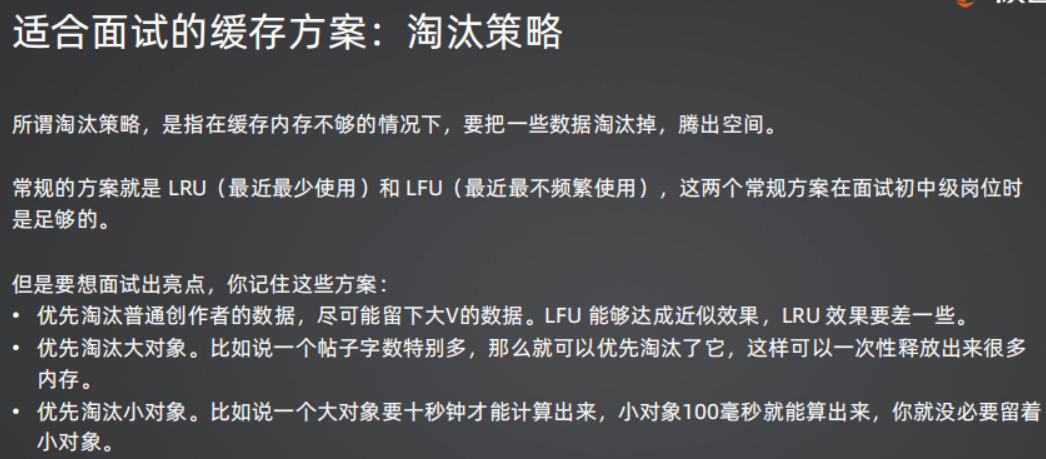 适合面试的缓存方案：淘汰策略
所谓淘汰策略，是指在缓存内存不够的情况下，要把一些数据淘汰掉，腾出空间。
常规的方案就是 LRU（最近最少使用）和 LFU（最近最不频繁使用），这两个常规方案在面试初中级岗位时
是足够的。
但是要想面试出亮点，你记住这些方案：
• 优先淘汰普通创作者的数据，尽可能留下大V的数据。LFU 能够达成近似效果，LRU 效果要差一些。
• 优先淘汰大对象。比如说一个帖子字数特别多，那么就可以优先淘汰了它，这样可以一次性释放出来很多
内存。
• 优先淘汰小对象。比如说一个大对象要十秒钟才能计算出来，小对象100毫秒就能算出来，你就没必要留着
小对象。